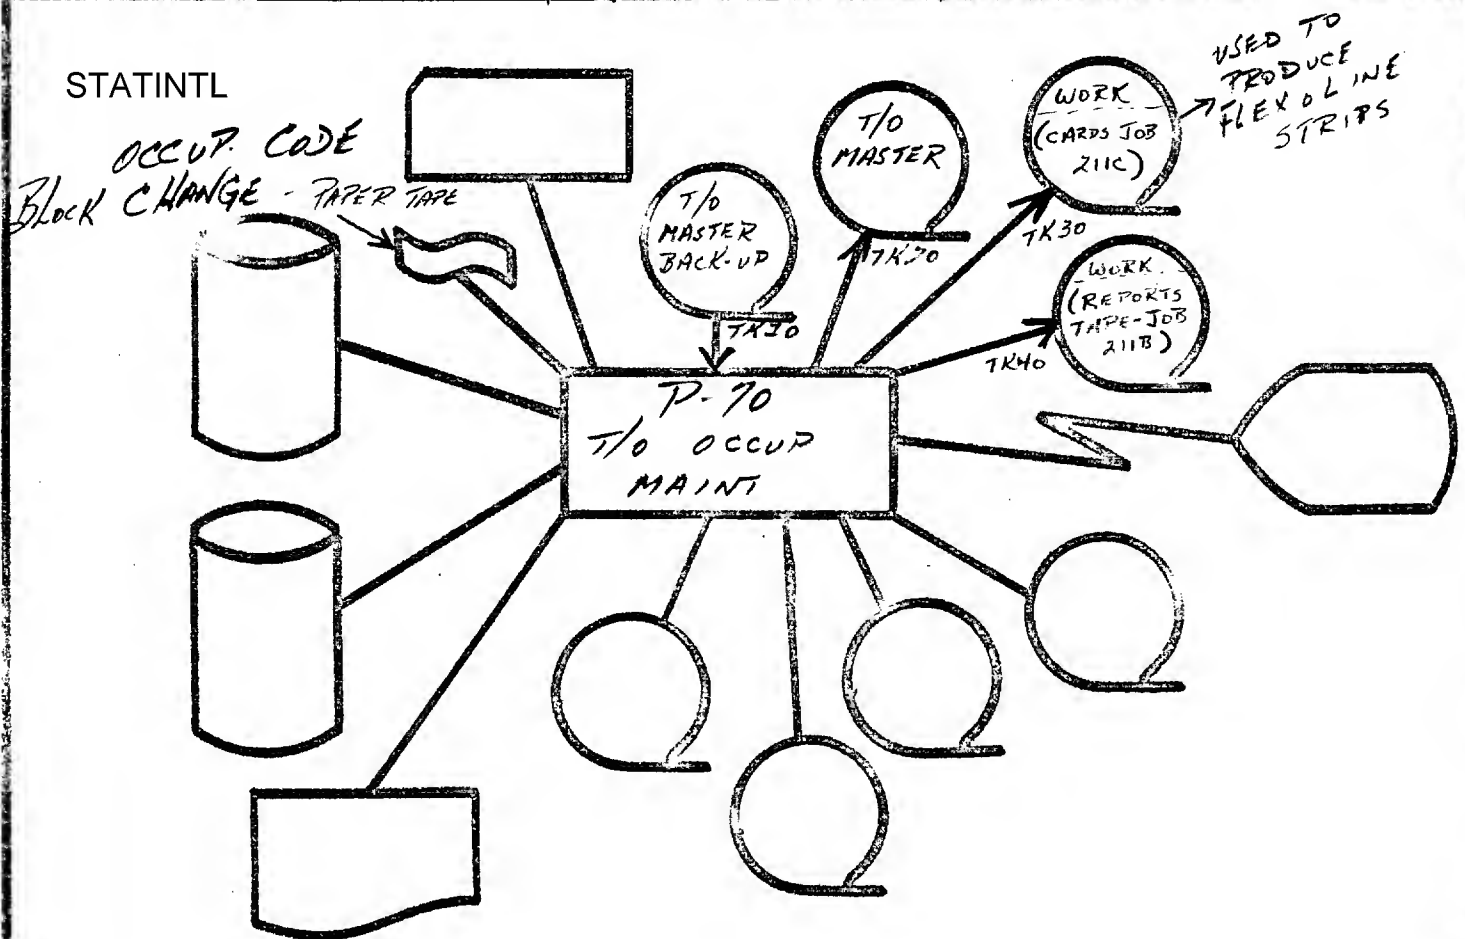 STATINTL
OCCUP. CODE
BLOCK CHANGE - PAPER TAPE
T/O
MASTER
BACK-UP
TK10
T/O
MASTER
TK20
WORK
(CARDS JOB
211C)
TK30
USED TO
PRODUCE
FLEXOLINE
STRIPS
WORK
(REPORTS
TAPE-JOB
211B)
TK40
P-70
T/O OCCUP
MAINT